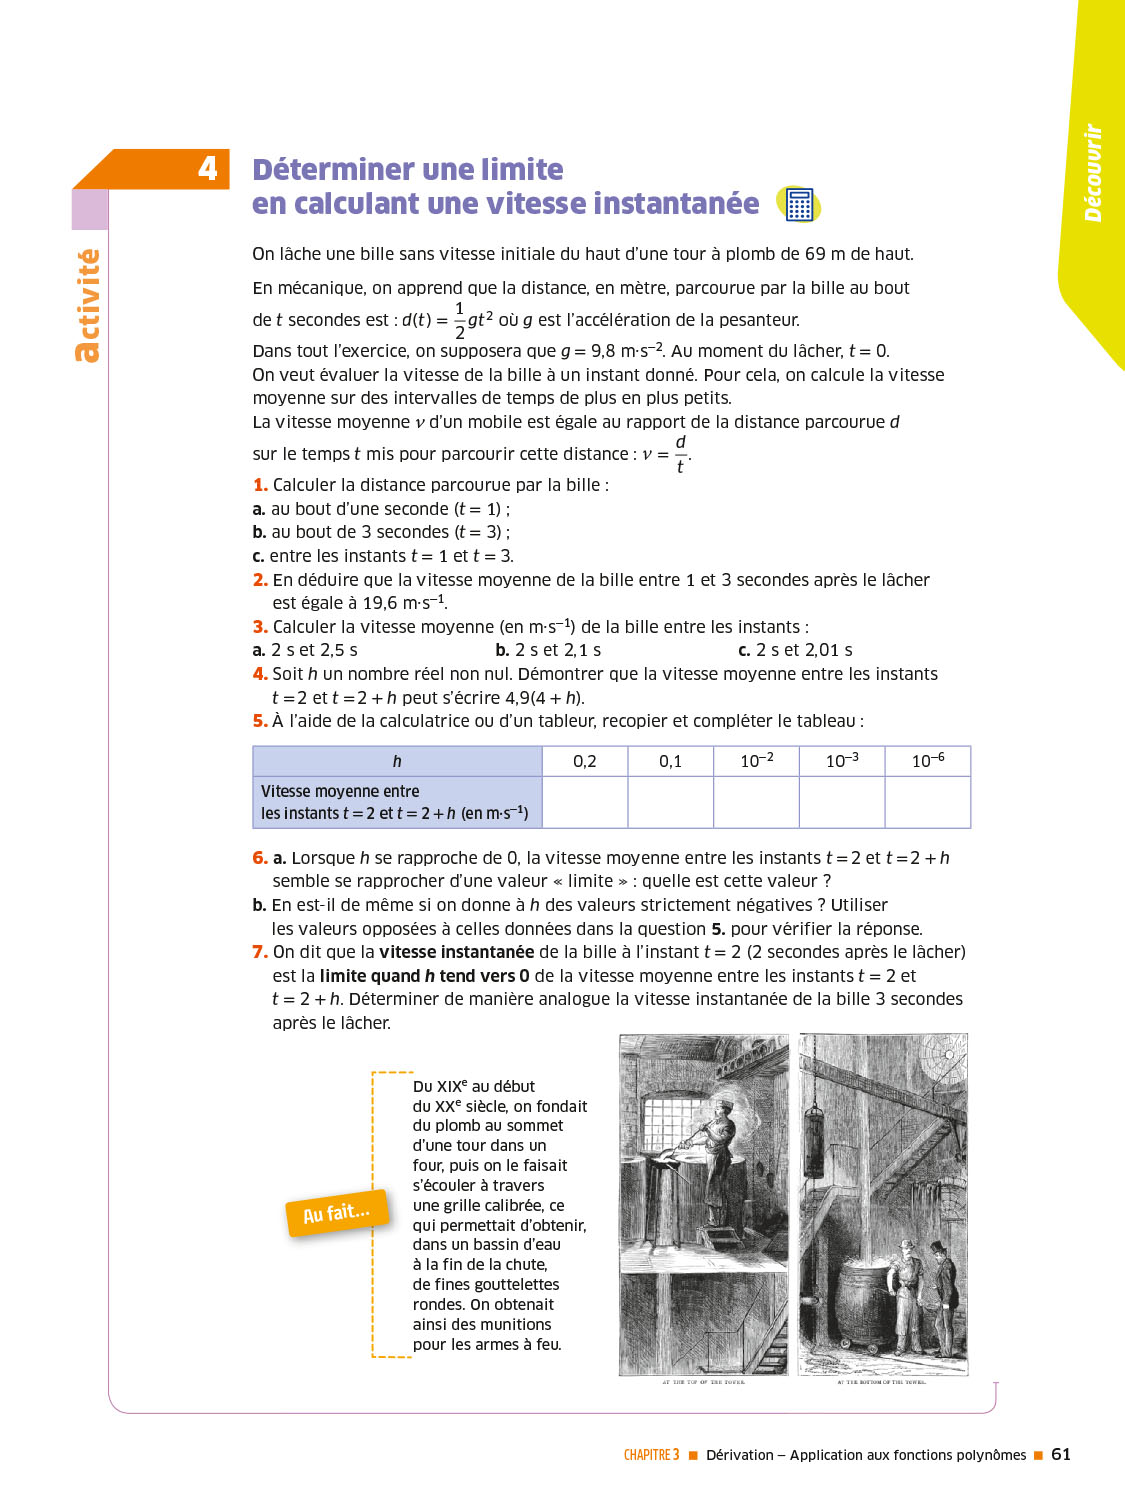 Découvrir
4
activité
Déterminer une limite
en calculant une vitesse instantanée
On lâche une bille sans vitesse initiale du haut d'une tour à plomb de 69 m de haut.
En mécanique, on apprend que la distance, en mètre, parcourue par la bille au bout
de t secondes est : d(t) = 1/2 gt² où g est l'accélération de la pesanteur.
Dans tout l'exercice, on supposera que g = 9,8 m·s⁻². Au moment du lâcher, t = 0.
On veut évaluer la vitesse de la bille à un instant donné. Pour cela, on calcule la vitesse
moyenne sur des intervalles de temps de plus en plus petits.
La vitesse moyenne v d'un mobile est égale au rapport de la distance parcourue d
sur le temps t mis pour parcourir cette distance : v = d/t.
1. Calculer la distance parcourue par la bille :
a. au bout d'une seconde (t = 1) ;
b. au bout de 3 secondes (t = 3) ;
c. entre les instants t = 1 et t = 3.
2. En déduire que la vitesse moyenne de la bille entre 1 et 3 secondes après le lâcher
est égale à 19,6 m·s⁻¹.
3. Calculer la vitesse moyenne (en m·s⁻¹) de la bille entre les instants :
a. 2 s et 2,5 s b. 2 s et 2,1 s c. 2 s et 2,01 s
4. Soit h un nombre réel non nul. Démontrer que la vitesse moyenne entre les instants
t = 2 et t = 2 + h peut s'écrire 4,9(4 + h).
5. À l'aide de la calculatrice ou d'un tableur, recopier et compléter le tableau :
h 0,2 0,1 10⁻² 10⁻³ 10⁻⁶
Vitesse moyenne entre
les instants t = 2 et t = 2 + h (en m·s⁻¹)
6. a. Lorsque h se rapproche de 0, la vitesse moyenne entre les instants t = 2 et t = 2 + h
semble se rapprocher d'une valeur « limite » : quelle est cette valeur ?
b. En est-il de même si on donne à h des valeurs strictement négatives ? Utiliser
les valeurs opposées à celles données dans la question 5. pour vérifier la réponse.
7. On dit que la vitesse instantanée de la bille à l'instant t = 2 (2 secondes après le lâcher)
est la limite quand h tend vers 0 de la vitesse moyenne entre les instants t = 2 et
t = 2 + h. Déterminer de manière analogue la vitesse instantanée de la bille 3 secondes
après le lâcher.
Au fait...
Du XIXᵉ au début
du XXᵉ siècle, on fondait
du plomb au sommet
d'une tour dans un
four, puis on le faisait
s'écouler à travers
une grille calibrée, ce
qui permettait d'obtenir,
dans un bassin d'eau
à la fin de la chute,
de fines gouttelettes
rondes. On obtenait
ainsi des munitions
pour les armes à feu.
AT THE TOP OF THE TOWER.
AT THE BOTTOM OF THE TOWER.
CHAPITRE 3 ■ Dérivation – Application aux fonctions polynômes ■ 61